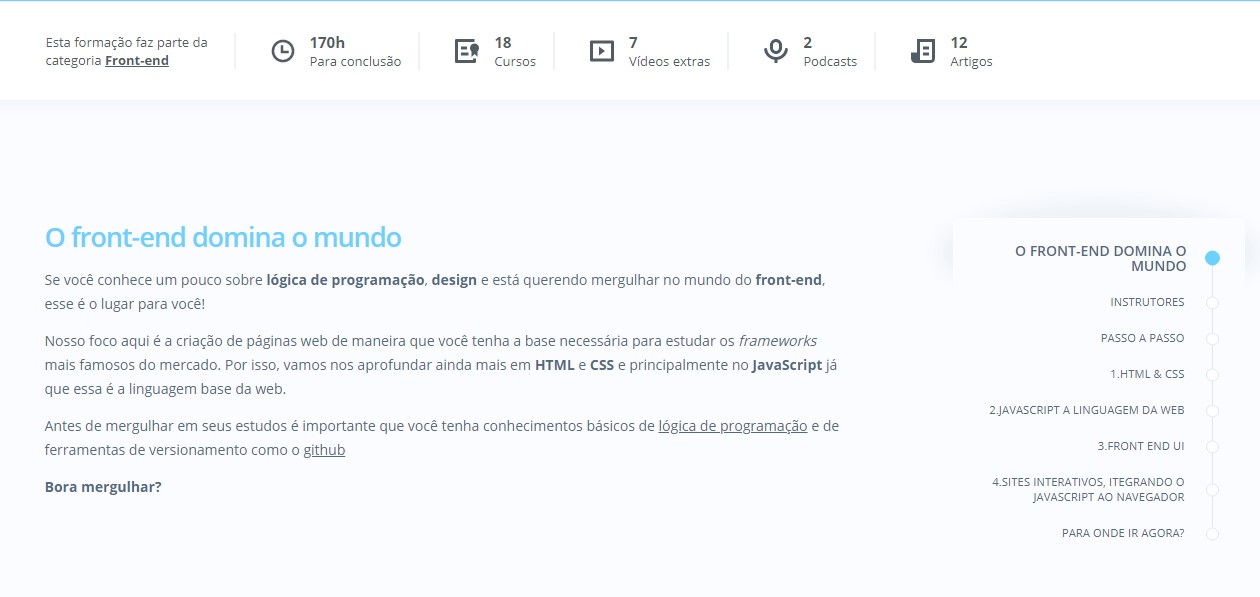 Esta formação faz parte da
categoria Front-end
170h
Para conclusão
18
Cursos
7
Vídeos extras
2
Podcasts
12
Artigos
O front-end domina o mundo
Se você conhece um pouco sobre lógica de programação, design e está querendo mergulhar no mundo do front-end,
esse é o lugar para você!
Nosso foco aqui é a criação de páginas web de maneira que você tenha a base necessária para estudar os frameworks
mais famosos do mercado. Por isso, vamos nos aprofundar ainda mais em HTML e CSS e principalmente no JavaScript já
que essa é a linguagem base da web.
Antes de mergulhar em seus estudos é importante que você tenha conhecimentos básicos de lógica de programação e de
ferramentas de versionamento como o github
Bora mergulhar?
O FRONT-END DOMINA O
MUNDO
INSTRUTORES
PASSO A PASSO
1.HTML & CSS
2.JAVASCRIPT A LINGUAGEM DA WEB
3.FRONT END UI
4.SITES INTERATIVOS, ITEGRANDO O
JAVASCRIPT AO NAVEGADOR
PARA ONDE IR AGORA?